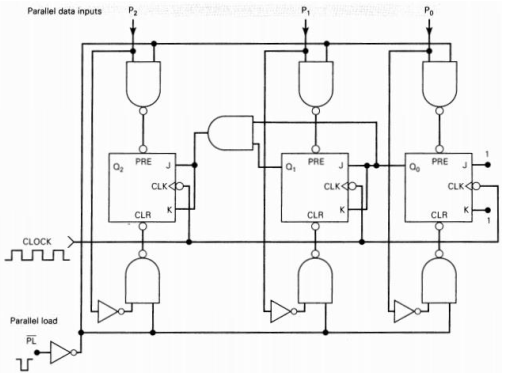 Parallel data inputs P2 P1 P0
PRE PRE PRE
Q2 J Q1 J Q0 J 1
CLK CLK CLK
K K K
CLR CLR CLR 1
CLOCK
Parallel load
PL